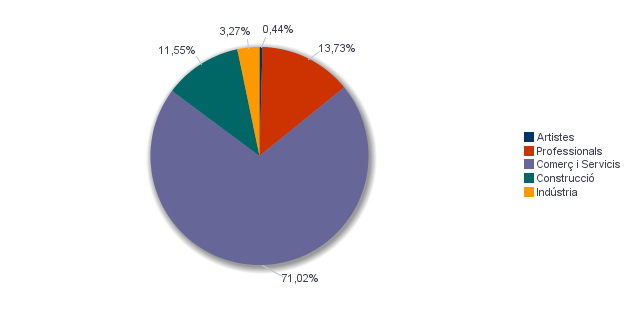 3,27%
0,44%
11,55%
13,73%
71,02%
Artistes
Professionals
Comerç i Servicis
Construcció
Indústria